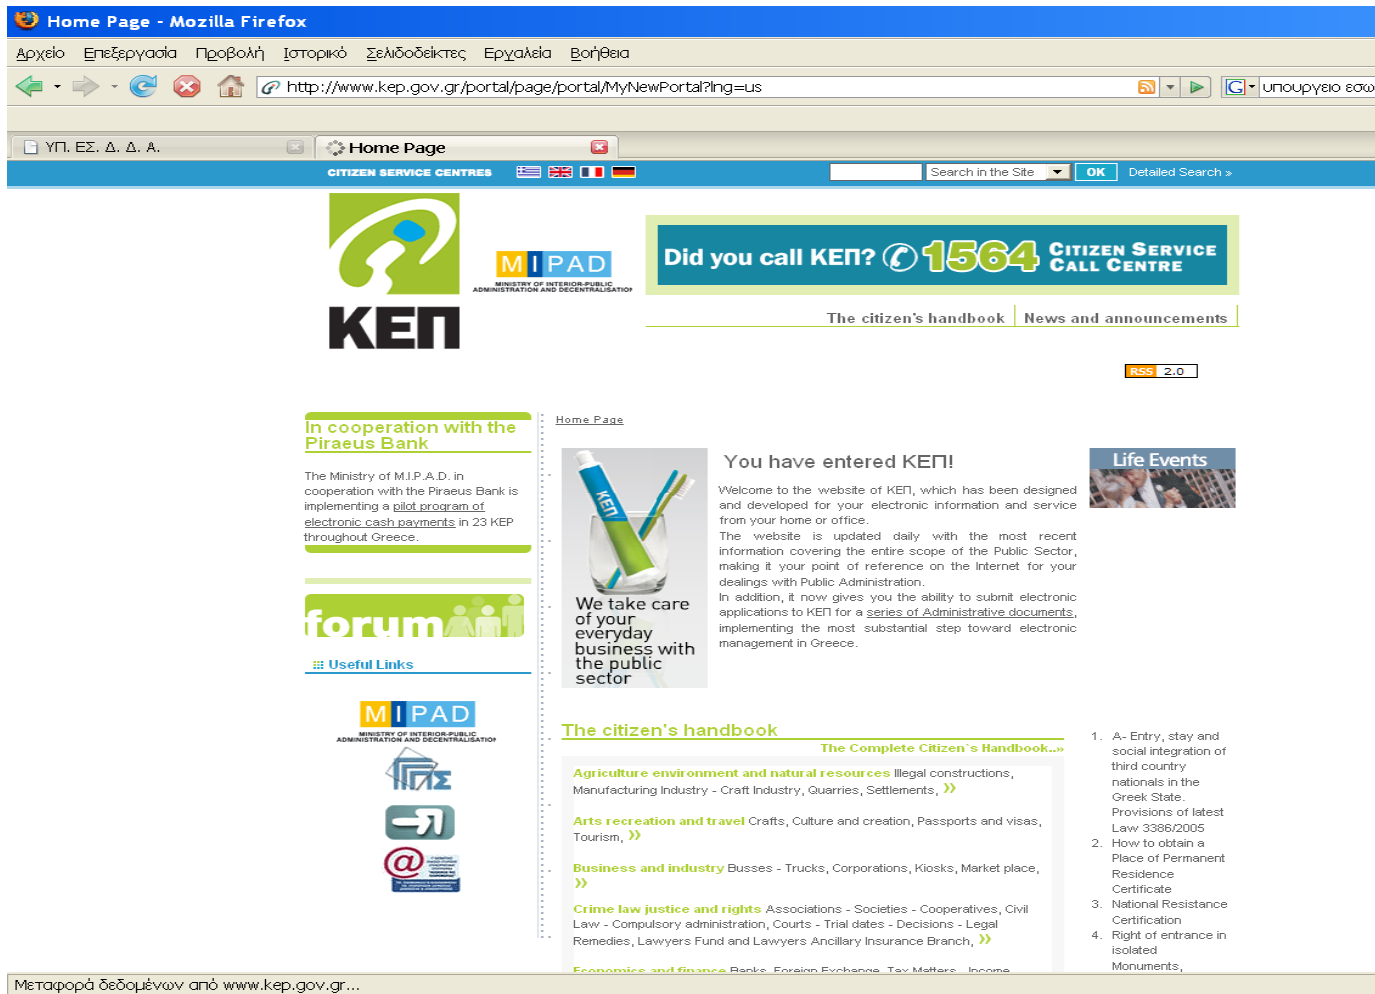 Home Page - Mozilla Firefox
Αρχείο Επεξεργασία Προβολή Ιστορικό Σελιδοδείκτες Εργαλεία Βοήθεια
http://www.kep.gov.gr/portal/page/portal/MyNewPortal?lng=us G υπουργειο εσω
ΥΠ. ΕΣ. Δ. Δ. Α. Home Page
CITIZEN SERVICE CENTRES Search in the Site OK Detailed Search »
ΚΕΠ
MIPAD
MINISTRY OF INTERIOR-PUBLIC
ADMINISTRATION AND DECENTRALISATION
Did you call ΚΕΠ? 1564 CITIZEN SERVICE
CALL CENTRE
The citizen's handbook News and announcements
RSS 2.0
In cooperation with the
Piraeus Bank
The Ministry of M.I.P.A.D. in
cooperation with the Piraeus Bank is
implementing a pilot program of
electronic cash payments in 23 KEP
throughout Greece.
forum
Useful Links
MIPAD
MINISTRY OF INTERIOR-PUBLIC
ADMINISTRATION AND DECENTRALISATION
Home Page
ΚΕΠ
We take care
of your
everyday
business with
the public
sector
You have entered ΚΕΠ!
Welcome to the website of ΚΕΠ, which has been designed
and developed for your electronic information and service
from your home or office.
The website is updated daily with the most recent
information covering the entire scope of the Public Sector,
making it your point of reference on the Internet for your
dealings with Public Administration.
In addition, it now gives you the ability to submit electronic
applications to ΚΕΠ for a series of Administrative documents,
implementing the most substantial step toward electronic
management in Greece.
Life Events
The citizen's handbook
The Complete Citizen`s Handbook..»
Agriculture environment and natural resources Illegal constructions,
Manufacturing Industry - Craft Industry, Quarries, Settlements, »
Arts recreation and travel Crafts, Culture and creation, Passports and visas,
Tourism, »
Business and industry Busses - Trucks, Corporations, Kiosks, Market place,
»
Crime law justice and rights Associations - Societies - Cooperatives, Civil
Law - Compulsory administration, Courts - Trial dates - Decisions - Legal
Remedies, Lawyers Fund and Lawyers Ancillary Insurance Branch, »
Economics and finance Banks, Foreign Exchange, Tax Matters - Income
1. A- Entry, stay and
social integration of
third country
nationals in the
Greek State.
Provisions of latest
Law 3386/2005
2. How to obtain a
Place of Permanent
Residence
Certificate
3. National Resistance
Certification
4. Right of entrance in
isolated
Monuments,
Μεταφορά δεδομένων από www.kep.gov.gr...